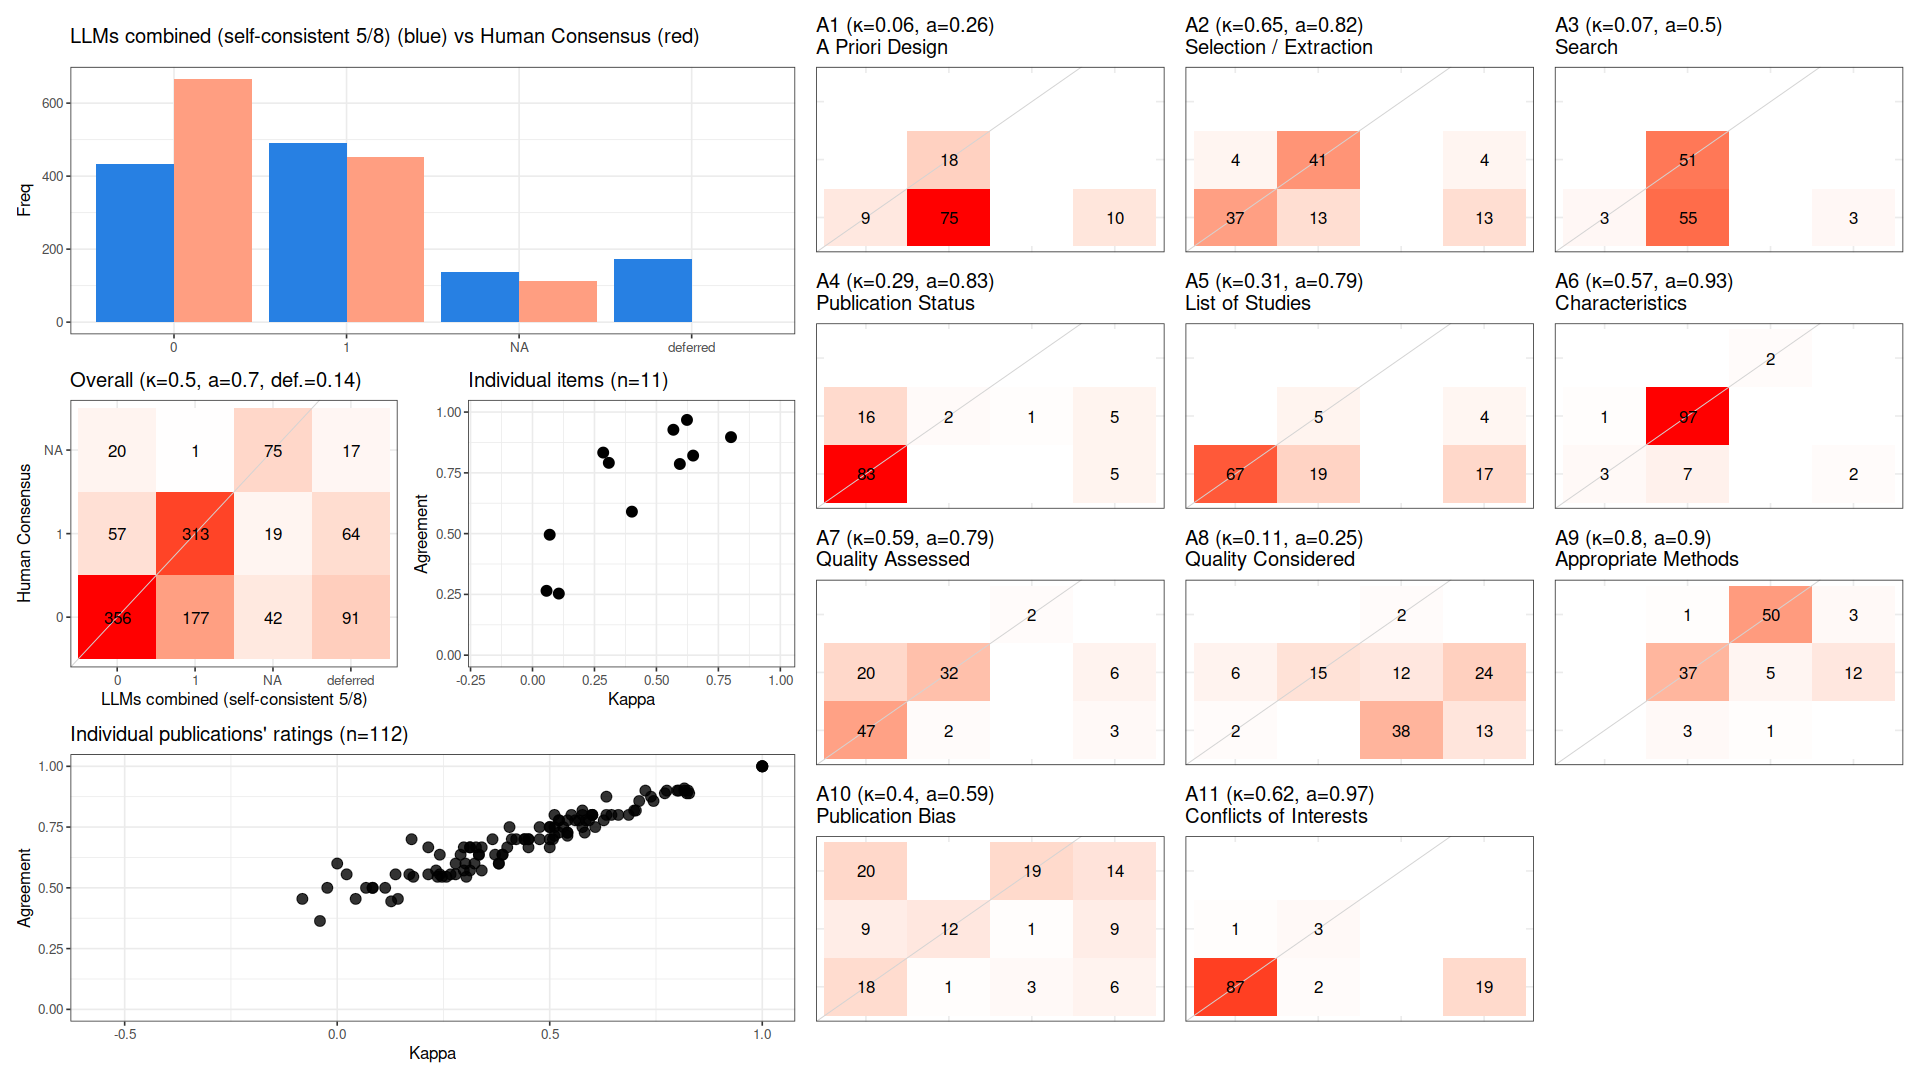 LLMs combined (self-consistent 5/8) (blue) vs Human Consensus (red)
Freq
600
400
200
0
0 1 NA deferred
Overall (κ=0.5, a=0.7, def.=0.14)
Human Consensus
NA
1
0
20 1 75 17
57 313 19 64
356 177 42 91
0 1 NA deferred
LLMs combined (self-consistent 5/8)
Individual items (n=11)
Agreement
1.00
0.75
0.50
0.25
0.00
-0.25 0.00 0.25 0.50 0.75 1.00
Kappa
Individual publications' ratings (n=112)
Agreement
1.00
0.75
0.50
0.25
0.00
-0.5 0.0 0.5 1.0
Kappa
A1 (κ=0.06, a=0.26)
A Priori Design
18
9 75 10
A2 (κ=0.65, a=0.82)
Selection / Extraction
4 41 4
37 13 13
A3 (κ=0.07, a=0.5)
Search
51
3 55 3
A4 (κ=0.29, a=0.83)
Publication Status
16 2 1 5
83 5
A5 (κ=0.31, a=0.79)
List of Studies
5 4
67 19 17
A6 (κ=0.57, a=0.93)
Characteristics
2
1 97
3 7 2
A7 (κ=0.59, a=0.79)
Quality Assessed
2
20 32 6
47 2 3
A8 (κ=0.11, a=0.25)
Quality Considered
2
6 15 12 24
2 38 13
A9 (κ=0.8, a=0.9)
Appropriate Methods
1 50 3
37 5 12
3 1
A10 (κ=0.4, a=0.59)
Publication Bias
20 19 14
9 12 1 9
18 1 3 6
A11 (κ=0.62, a=0.97)
Conflicts of Interests
1 3
87 2 19